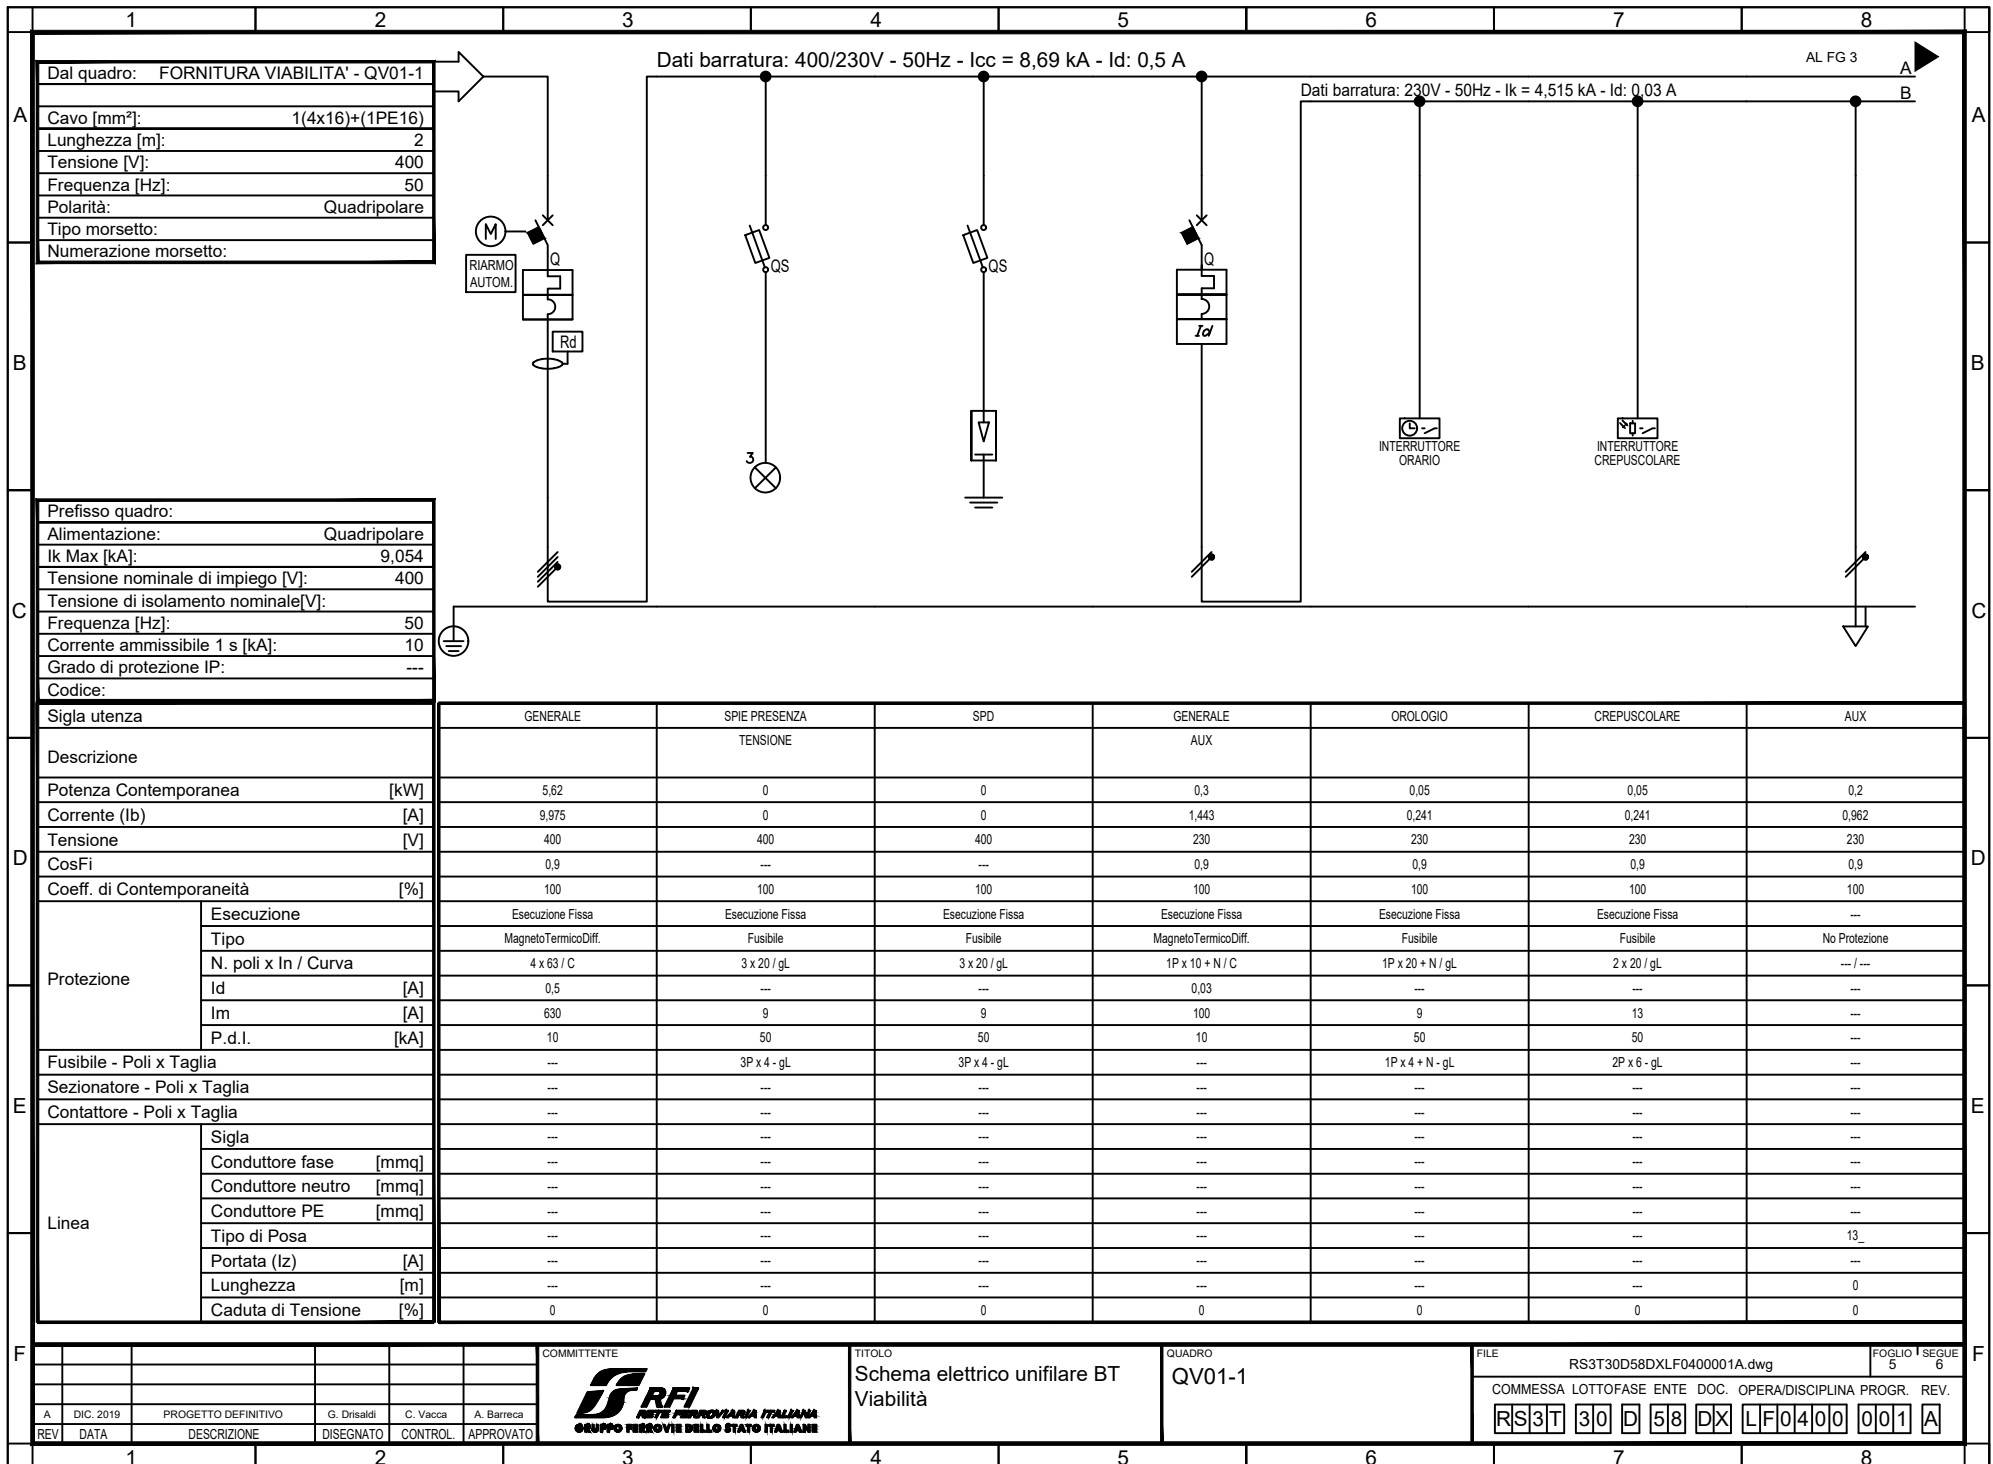 1 2 3 4 5 6 7 8
Dati barratura: 400/230V - 50Hz - Icc = 8,69 kA - Id: 0,5 A
AL FG 3
A
Dati barratura: 230V - 50Hz - Ik = 4,515 kA - Id: 0,03 A
B
Dal quadro: FORNITURA VIABILITA' - QV01-1
Cavo [mm²]: 1(4x16)+(1PE16)
Lunghezza [m]: 2
Tensione [V]: 400
Frequenza [Hz]: 50
Polarità: Quadripolare
Tipo morsetto:
Numerazione morsetto:
A A
M
RIARMO
AUTOM.
Q
Rd
QS
3
QS
Q
Id
INTERRUTTORE
ORARIO
INTERRUTTORE
CREPUSCOLARE
B B
Prefisso quadro:
Alimentazione: Quadripolare
Ik Max [kA]: 9,054
Tensione nominale di impiego [V]: 400
Tensione di isolamento nominale[V]:
Frequenza [Hz]: 50
Corrente ammissibile 1 s [kA]: 10
Grado di protezione IP: ---
Codice:
C C
Sigla utenza GENERALE SPIE PRESENZA SPD GENERALE OROLOGIO CREPUSCOLARE AUX
Descrizione TENSIONE AUX
Potenza Contemporanea [kW] 5,62 0 0 0,3 0,05 0,05 0,2
Corrente (Ib) [A] 9,975 0 0 1,443 0,241 0,241 0,962
Tensione [V] 400 400 400 230 230 230 230
D D
CosFi 0,9 --- --- 0,9 0,9 0,9 0,9
Coeff. di Contemporaneità [%] 100 100 100 100 100 100 100
Protezione
Esecuzione Esecuzione Fissa Esecuzione Fissa Esecuzione Fissa Esecuzione Fissa Esecuzione Fissa Esecuzione Fissa ---
Tipo MagnetoTermicoDiff. Fusibile Fusibile MagnetoTermicoDiff. Fusibile Fusibile No Protezione
N. poli x In / Curva 4 x 63 / C 3 x 20 / gL 3 x 20 / gL 1P x 10 + N / C 1P x 20 + N / gL 2 x 20 / gL --- / ---
Id [A] 0,5 --- --- 0,03 --- --- ---
Im [A] 630 9 9 100 9 13 ---
P.d.I. [kA] 10 50 50 10 50 50 ---
Fusibile - Poli x Taglia --- 3P x 4 - gL 3P x 4 - gL --- 1P x 4 + N - gL 2P x 6 - gL ---
Sezionatore - Poli x Taglia --- --- --- --- --- --- ---
E E
Contattore - Poli x Taglia --- --- --- --- --- --- ---
Linea
Sigla --- --- --- --- --- --- ---
Conduttore fase [mmq] --- --- --- --- --- --- ---
Conduttore neutro [mmq] --- --- --- --- --- --- ---
Conduttore PE [mmq] --- --- --- --- --- --- ---
Tipo di Posa --- --- --- --- --- --- 13_
Portata (Iz) [A] --- --- --- --- --- --- ---
Lunghezza [m] --- --- --- --- --- --- 0
Caduta di Tensione [%] 0 0 0 0 0 0 0
F F
A DIC. 2019 PROGETTO DEFINITIVO G. Drisaldi C. Vacca A. Barreca
REV DATA DESCRIZIONE DISEGNATO CONTROL. APPROVATO
COMMITTENTE
RFI
RETE FERROVIARIA ITALIANA
GRUPPO FERROVIE DELLO STATO ITALIANE
TITOLO
Schema elettrico unifilare BT
Viabilità
QUADRO
QV01-1
FILE
RS3T30D58DXLF0400001A.dwg
FOGLIO SEGUE
5 6
COMMESSA LOTTO FASE ENTE DOC. OPERA/DISCIPLINA PROGR. REV.
RS3T 30 D 58 DX LF0400 001 A
1 2 3 4 5 6 7 8